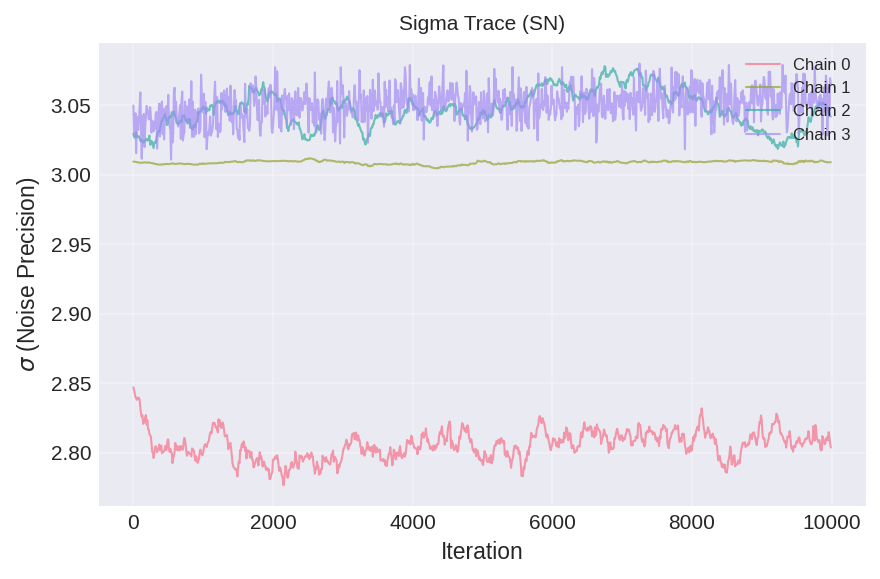 Sigma Trace (SN)
Chain 0
Chain 1
Chain 2
Chain 3
3.05
3.00
2.95
2.90
2.85
2.80
σ (Noise Precision)
0 2000 4000 6000 8000 10000
Iteration